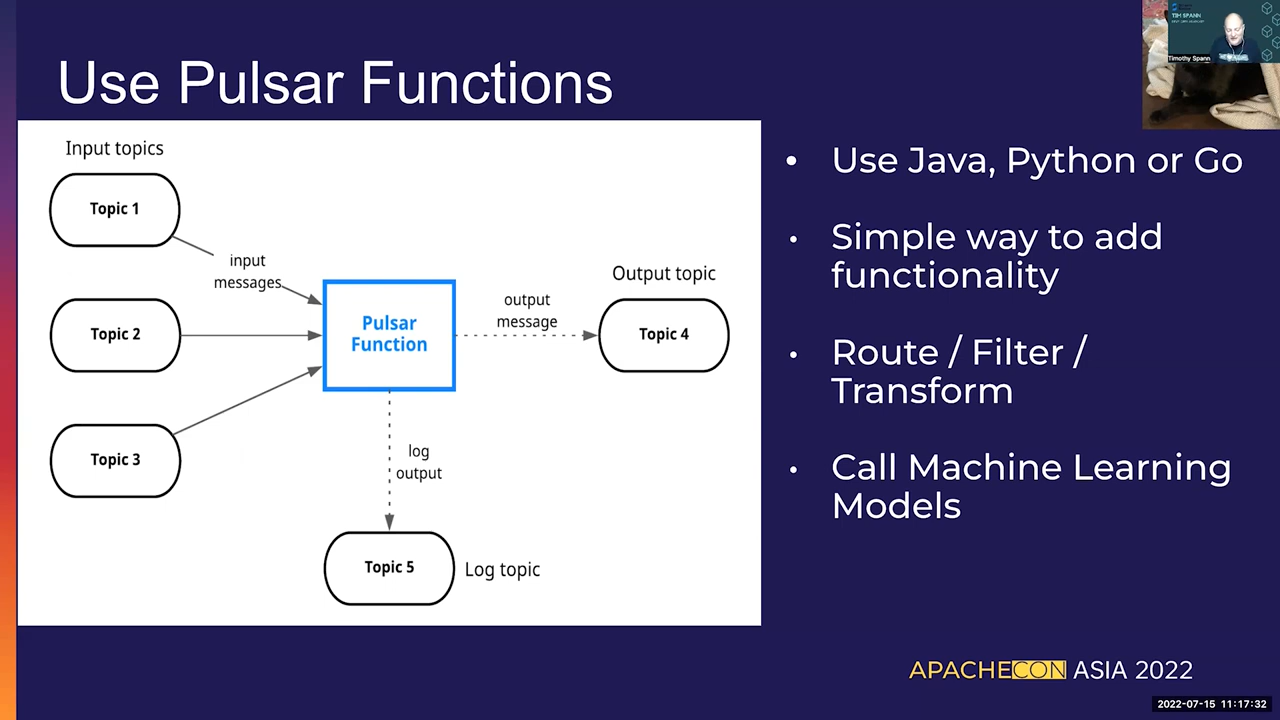 Use Pulsar Functions
TIM SPANN
Timothy Spann
Input topics
Topic 1
input
messages
Topic 2
Pulsar
Function
output
message
Output topic
Topic 4
Topic 3
log
output
Topic 5
Log topic
• Use Java, Python or Go
• Simple way to add
functionality
• Route / Filter /
Transform
• Call Machine Learning
Models
APACHECON ASIA 2022
2022-07-15 11:17:32